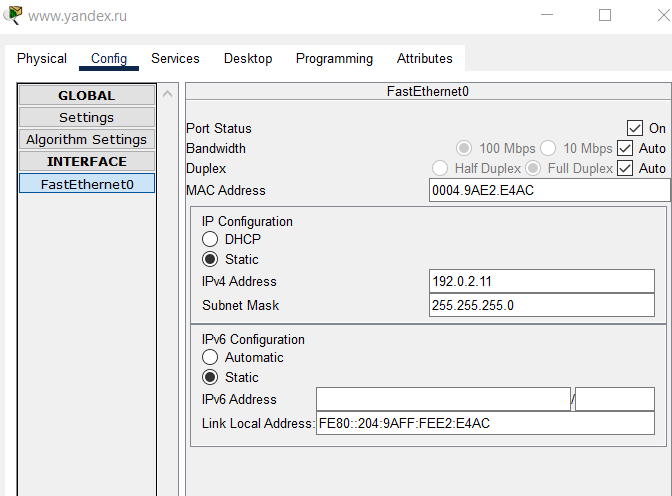 www.yandex.ru
Physical Config Services Desktop Programming Attributes
GLOBAL
Settings
Algorithm Settings
INTERFACE
FastEthernet0
FastEthernet0
Port Status On
Bandwidth 100 Mbps 10 Mbps Auto
Duplex Half Duplex Full Duplex Auto
MAC Address 0004.9AE2.E4AC
IP Configuration
DHCP
Static
IPv4 Address 192.0.2.11
Subnet Mask 255.255.255.0
IPv6 Configuration
Automatic
Static
IPv6 Address /
Link Local Address: FE80::204:9AFF:FEE2:E4AC